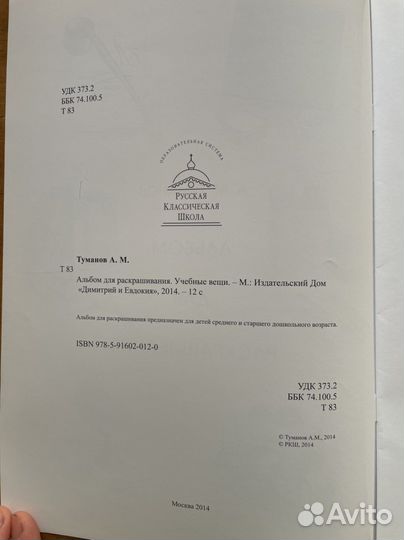 УДК 373.2
ББК 74.100.5
Т 83
ОБРАЗОВАТЕЛЬНАЯ СИСТЕМА
РУССКАЯ
КЛАССИЧЕСКАЯ
ШКОЛА
Туманов А. М.
Т 83
Альбом для раскрашивания. Учебные вещи. – М.: Издательский Дом
«Димитрий и Евдокия», 2014. – 12 с
Альбом для раскрашивания предназначен для детей среднего и старшего дошкольного возраста.
ISBN 978-5-91602-012-0
УДК 373.2
ББК 74.100.5
Т 83
© Туманов А.М., 2014
© РКШ, 2014
Москва 2014
Avito